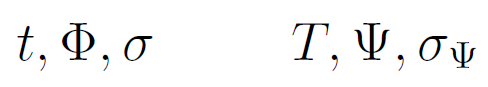 t, Φ, σ T, Ψ, σ_Ψ